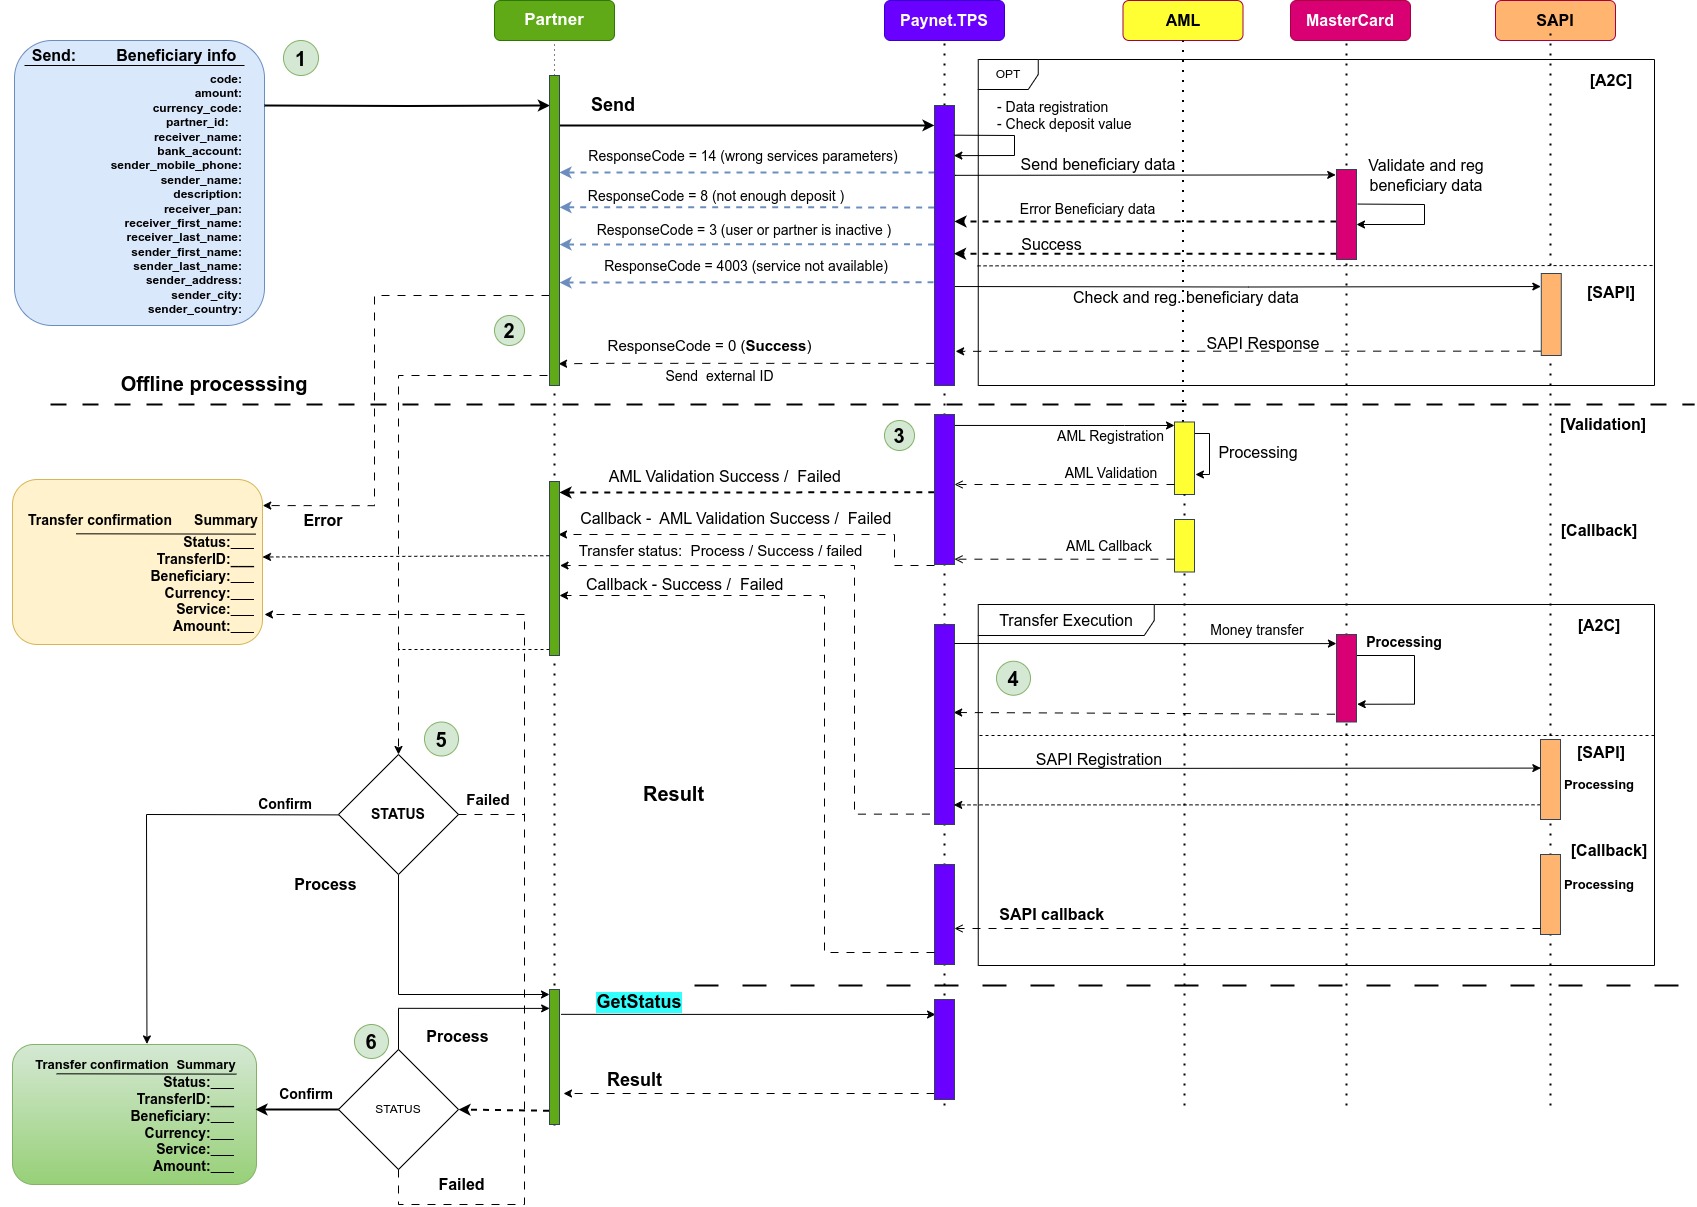 Partner
Paynet.TPS
AML
MasterCard
SAPI
Send: Beneficiary info
code:
amount:
currency_code:
partner_id:
receiver_name:
bank_account:
sender_mobile_phone:
sender_name:
description:
receiver_pan:
receiver_first_name:
receiver_last_name:
sender_first_name:
sender_last_name:
sender_address:
sender_city:
sender_country:
1
Send
OPT
[A2C]
- Data registration
- Check deposit value
ResponseCode = 14 (wrong services parameters)
Send beneficiary data
Validate and reg
beneficiary data
ResponseCode = 8 (not enough deposit )
Error Beneficiary data
ResponseCode = 3 (user or partner is inactive )
Success
ResponseCode = 4003 (service not available)
Check and reg. beneficiary data
[SAPI]
2
ResponseCode = 0 (Success)
SAPI Response
Send external ID
Offline processsing
3
[Validation]
AML Registration
Processing
AML Validation
AML Validation Success / Failed
Callback - AML Validation Success / Failed
[Callback]
AML Callback
Transfer status: Process / Success / failed
Callback - Success / Failed
Error
Transfer confirmation Summary
Status:___
TransferID:___
Beneficiary:___
Currency:___
Service:___
Amount:___
Transfer Execution
[A2C]
Money transfer
Processing
4
5
[SAPI]
SAPI Registration
Processing
Result
STATUS
Confirm
Failed
Process
[Callback]
Processing
SAPI callback
GetStatus
6
Process
Result
Confirm
STATUS
Failed
Transfer confirmation Summary
Status:___
TransferID:___
Beneficiary:___
Currency:___
Service:___
Amount:___